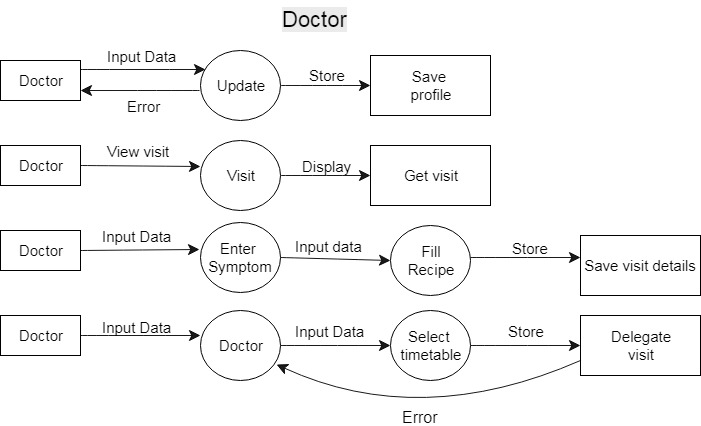 Doctor
Input Data
Doctor
Update
Store
Save
profile
Error
View visit
Doctor
Visit
Display
Get visit
Input Data
Doctor
Enter
Symptom
Input data
Fill
Recipe
Store
Save visit details
Input Data
Doctor
Doctor
Input Data
Select
timetable
Store
Delegate
visit
Error